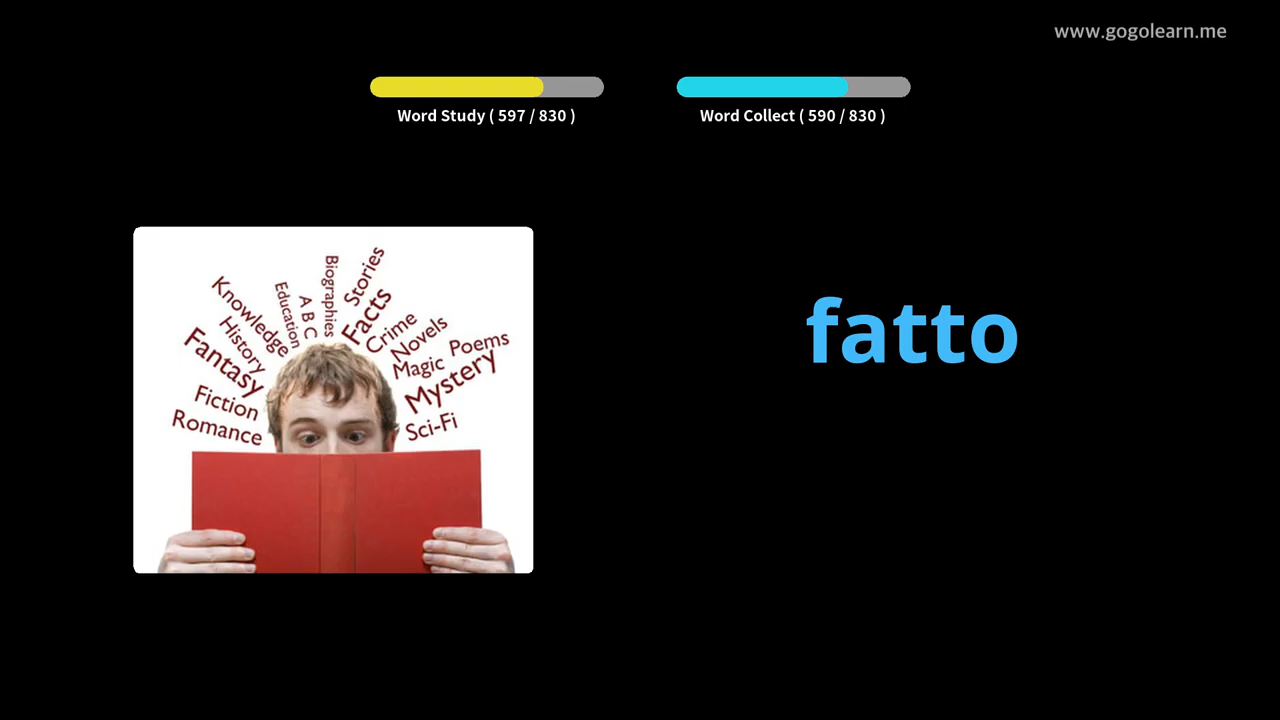 www.gogolearn.me
Word Study ( 597 / 830 )
Word Collect ( 590 / 830 )
fatto
Romance
Fiction
Fantasy
History
Knowledge
Education
A B C
Biographies
Stories
Facts
Crime
Novels
Magic
Poems
Mystery
Sci-Fi